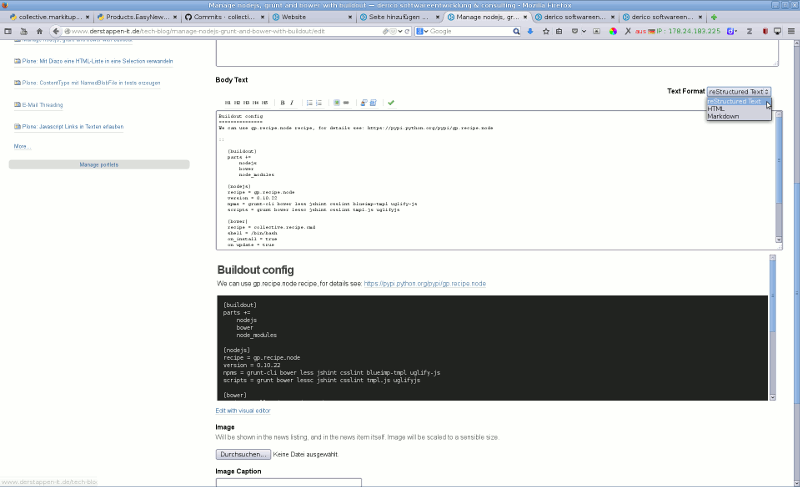 Manage nodejs, grunt and bower with buildout — derico softwareentwicklung & consulting - Mozilla Firefox
collective.markitup...
Products.EasyNew...
Commits · collecti...
Website
Seite hinzufügen ...
Manage nodejs, gr...
derico softwareen...
derico softwareen...
www.derstappen-it.de/tech-blog/manage-nodejs-grunt-and-bower-with-buildout/edit
Google
aus
IP: 178.24.183.225
Plone: Mit Diazo eine HTML-Liste in eine Selection verwandeln
Plone: ContentType mit NamedBlobFile in tests erzeugen
E-Mail Threading
Plone: Javascript Links in Texten erlauben
More...
Manage portlets
Body Text
Text Format
reStructured Text
reStructured Text
HTML
Markdown
B I
Buildout config
===============
We can use gp.recipe.node recipe, for details see: https://pypi.python.org/pypi/gp.recipe.node
[buildout]
parts +=
nodejs
bower
node_modules
[nodejs]
recipe = gp.recipe.node
version = 0.10.22
npms = grunt-cli bower less jshint csslint blueimp-tmpl uglify-js
scripts = grunt bower lessc jshint csslint tmpl.js uglifyjs
[bower]
recipe = collective.recipe.cmd
shell = /bin/bash
on_install = true
on_update = true
Buildout config
We can use gp.recipe.node recipe, for details see: https://pypi.python.org/pypi/gp.recipe.node
[buildout]
parts +=
nodejs
bower
node_modules
[nodejs]
recipe = gp.recipe.node
version = 0.10.22
npms = grunt-cli bower less jshint csslint blueimp-tmpl uglify-js
scripts = grunt bower lessc jshint csslint tmpl.js uglifyjs
[bower]
Edit with visual editor
Image
Will be shown in the news listing, and in the news item itself. Image will be scaled to a sensible size.
Durchsuchen... Keine Datei ausgewählt.
Image Caption
www.derstappen-it.de/tech-blog